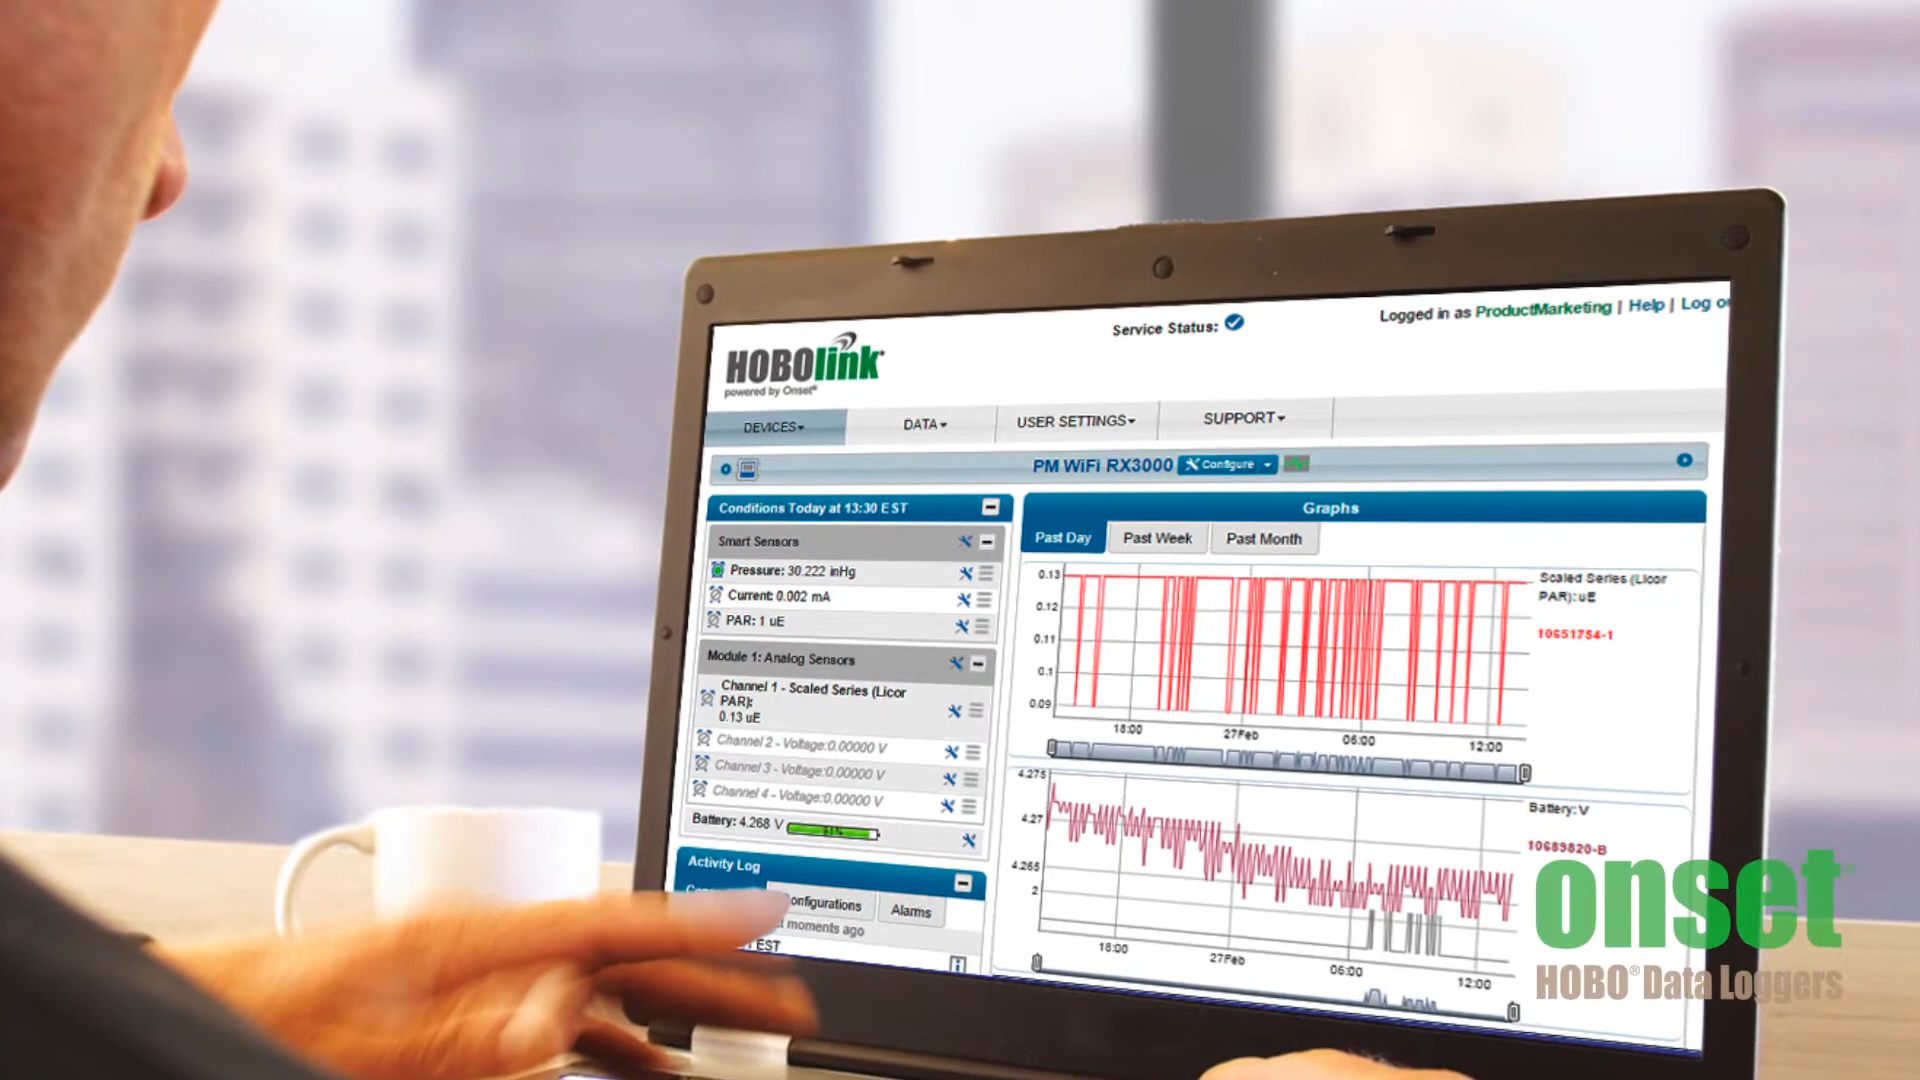 Logged in as ProductMarketing | Help | Log
Service Status:
HOBOlink®
powered by Onset®
DEVICES
DATA
USER SETTINGS
SUPPORT
PM WiFi RX3000
Configure
Conditions Today at 13:30 EST
Smart Sensors
Pressure: 30.222 inHg
Current: 0.002 mA
PAR: 1 uE
Module 1: Analog Sensors
Channel 1 - Scaled Series (Licor
PAR):
0.13 uE
Channel 2 - Voltage:0.00000 V
Channel 3 - Voltage:0.00000 V
Channel 4 - Voltage:0.00000 V
Battery: 4.268 V
Activity Log
onfigurations
Alarms
moments ago
EST
Graphs
Past Day
Past Week
Past Month
0.13
0.12
0.11
0.1
0.09
18:00
27Feb
06:00
12:00
Scaled Series (Licor
PAR):uE
10651754-1
4.275
4.27
4.265
2
18:00
27Feb
06:00
12:00
Battery: V
10689820-B
onset
HOBO® Data Loggers